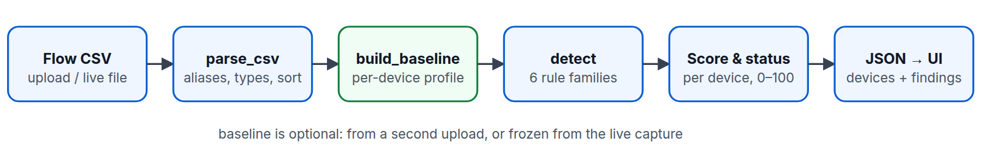 Flow CSV
upload / live file
parse_csv
aliases, types, sort
build_baseline
per-device profile
detect
6 rule families
Score & status
per device, 0–100
JSON → UI
devices + findings
baseline is optional: from a second upload, or frozen from the live capture